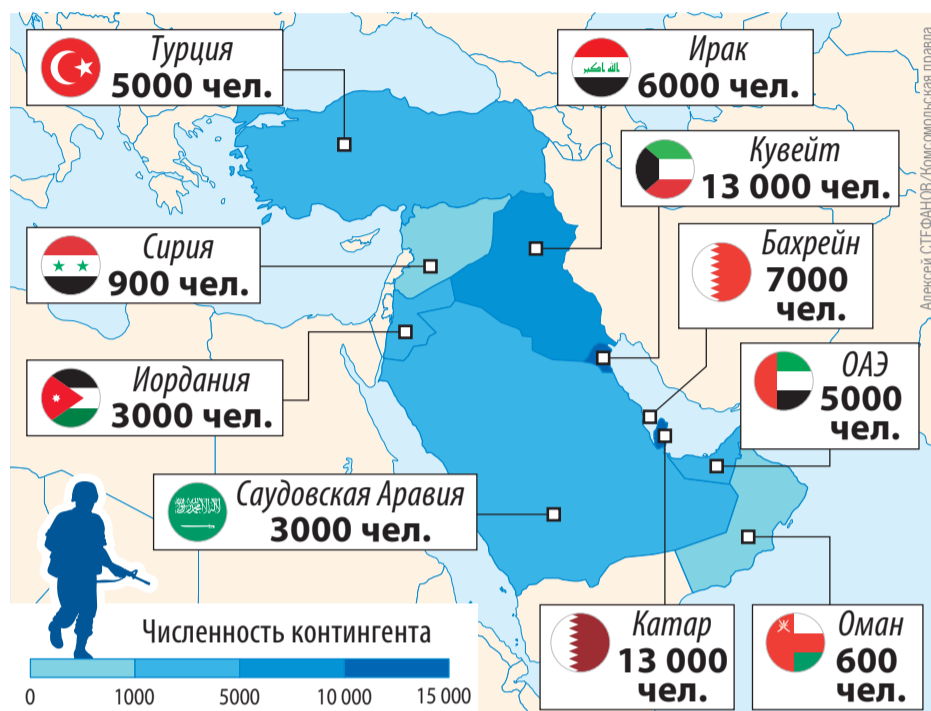 Турция
5000 чел.
Ирак
6000 чел.
Кувейт
13 000 чел.
Сирия
900 чел.
Бахрейн
7000
чел.
Иордания
3000 чел.
ОАЭ
5000
чел.
Саудовская Аравия
3000 чел.
Катар
13 000
чел.
Оман
600
чел.
Численность контингента
0 1000 5000 10 000 15 000
Алексей СТЕФАНОВ/Комсомольская правда